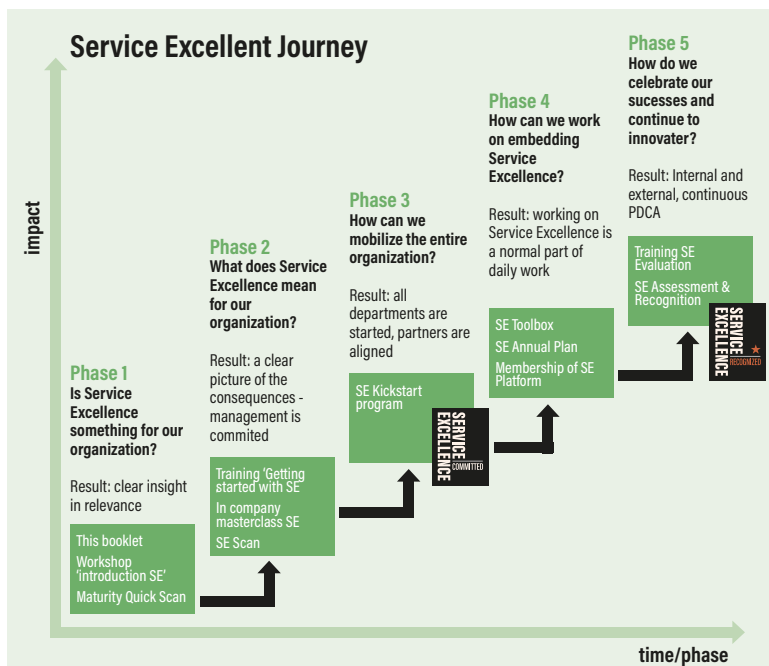 Service Excellent Journey
impact
Phase 1
Is Service
Excellence
something for our
organization?
Result: clear insight
in relevance
This booklet
Workshop
'introduction SE'
Maturity Quick Scan
Phase 2
What does Service
Excellence mean
for our
organization?
Result: a clear
picture of the
consequences -
management is
commited
Training 'Getting
started with SE'
In company
masterclass SE
SE Scan
Phase 3
How can we
mobilize the entire
organization?
Result: all
departments are
started, partners are
aligned
SE Kickstart
program
SERVICE
EXCELLENCE
COMMITTED
Phase 4
How can we work
on embedding
Service
Excellence?
Result: working on
Service Excellence is
a normal part of
daily work
SE Toolbox
SE Annual Plan
Membership of SE
Platform
Phase 5
How do we
celebrate our
sucesses and
continue to
innovater?
Result: Internal and
external, continuous
PDCA
Training SE
Evaluation
SE Assessment &
Recognition
SERVICE
EXCELLENCE
RECOGNIZED
time/phase